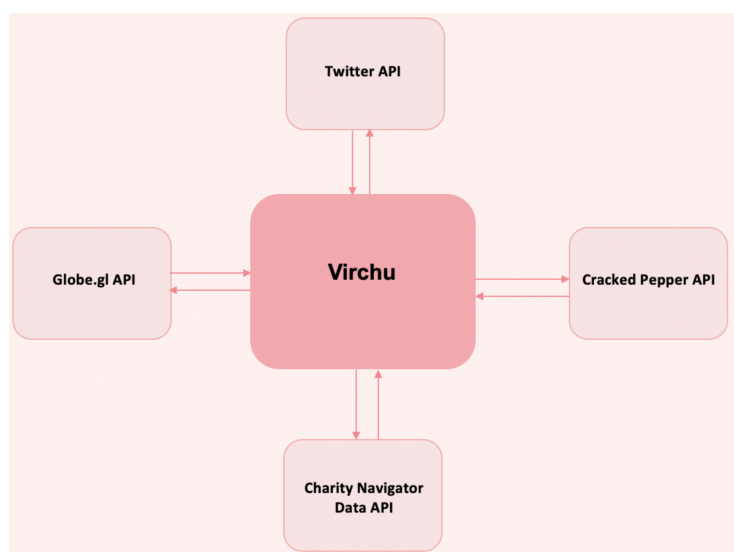 Twitter API
Globe.gl API
Virchu
Cracked Pepper API
Charity Navigator
Data API